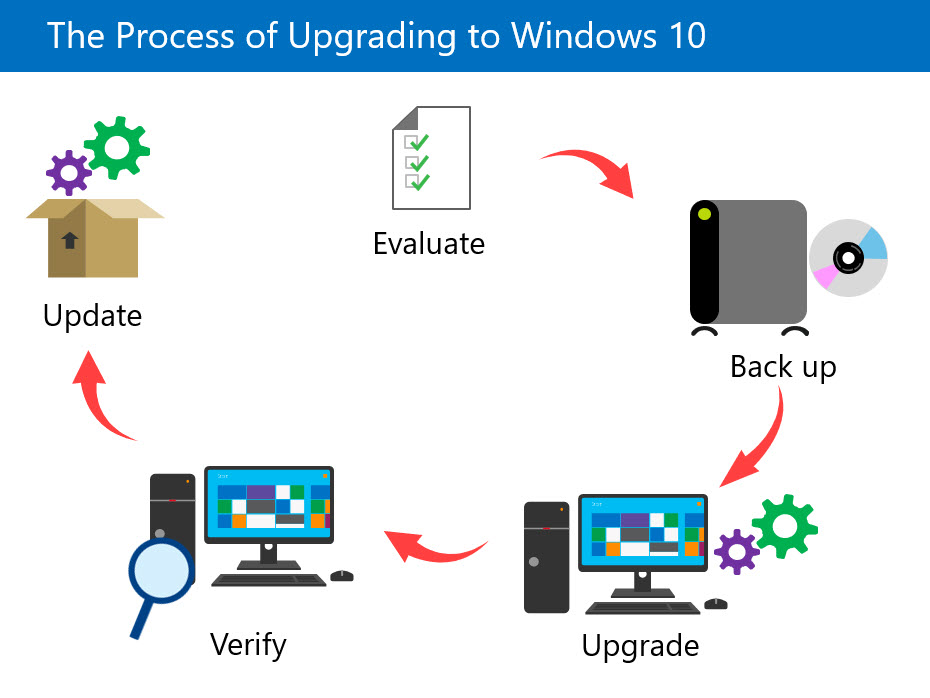 The Process of Upgrading to Windows 10
Evaluate
Back up
Upgrade
Verify
Update